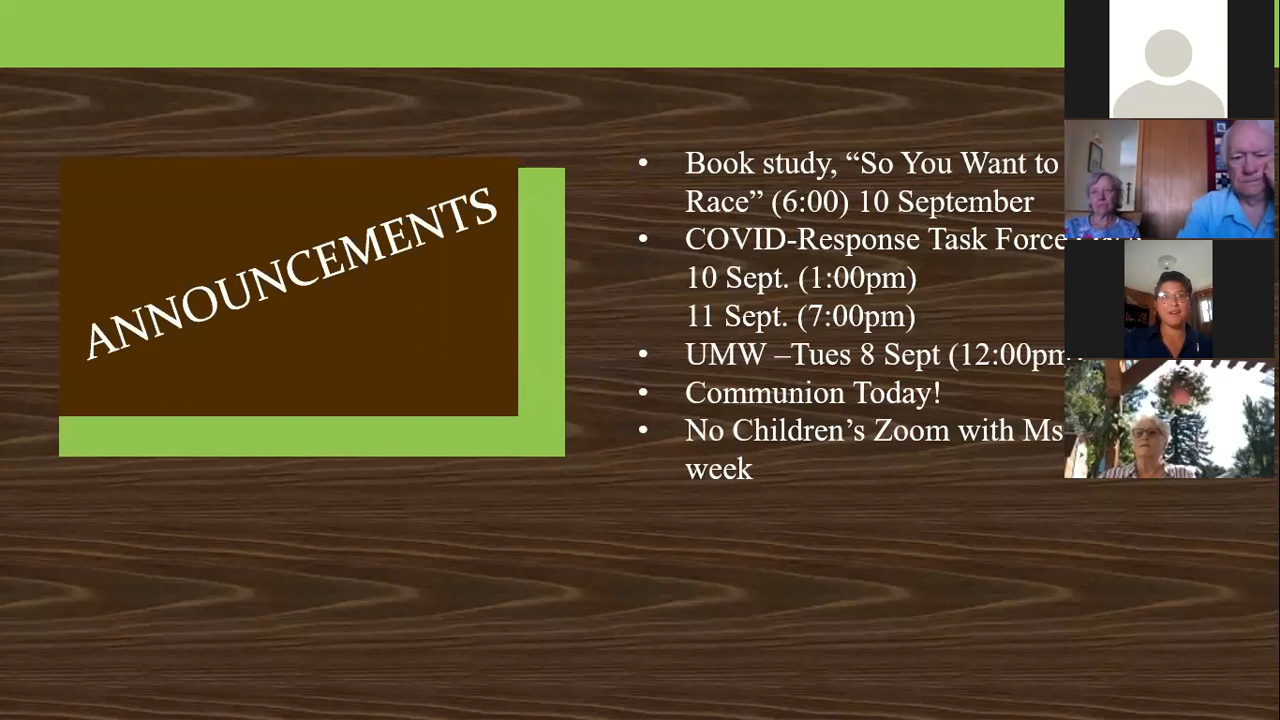 ANNOUNCEMENTS
• Book study, “So You Want to
Race” (6:00) 10 September
• COVID-Response Task Force
10 Sept. (1:00pm)
11 Sept. (7:00pm)
• UMW –Tues 8 Sept (12:00pm
• Communion Today!
• No Children’s Zoom with Ms
week